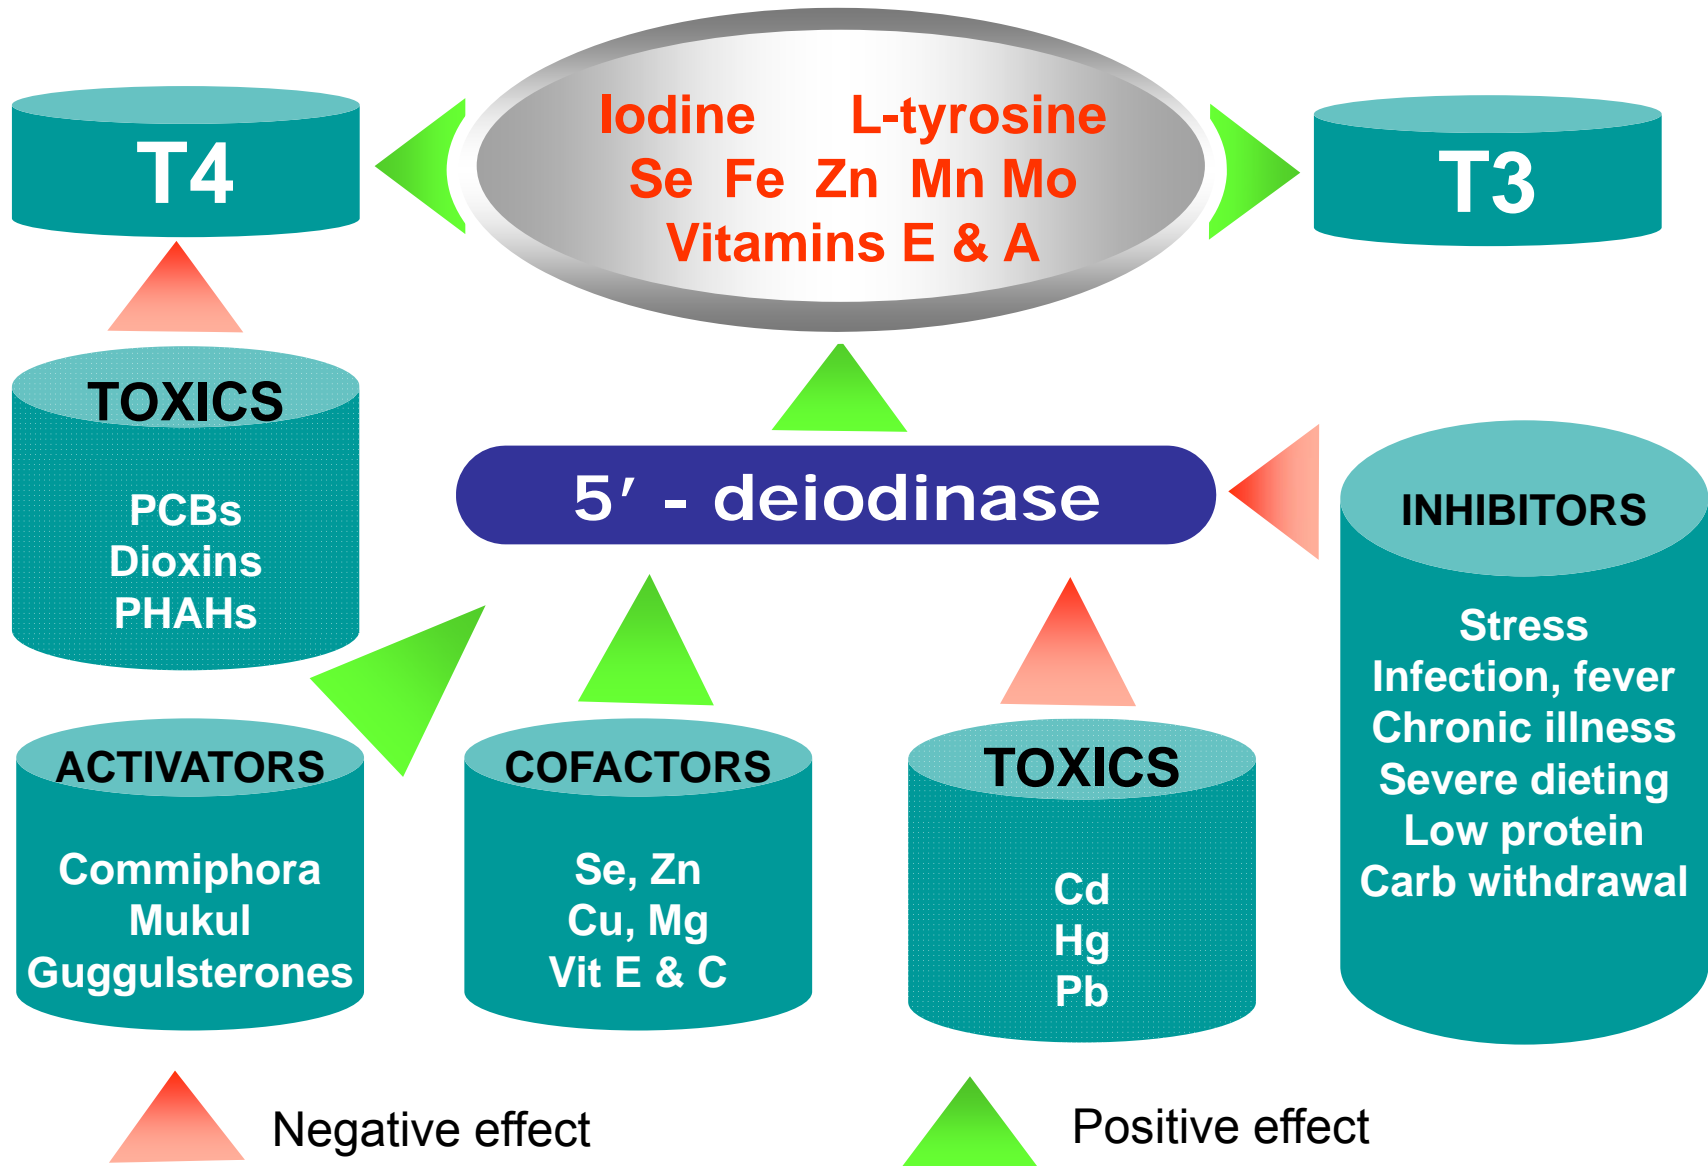 Iodine L-tyrosine
Se Fe Zn Mn Mo
Vitamins E & A
T4
T3
TOXICS
PCBs
Dioxins
PHAHs
5' - deiodinase
INHIBITORS
Stress
Infection, fever
Chronic illness
Severe dieting
Low protein
Carb withdrawal
ACTIVATORS
Commiphora
Mukul
Guggulsterones
COFACTORS
Se, Zn
Cu, Mg
Vit E & C
TOXICS
Cd
Hg
Pb
Negative effect
Positive effect